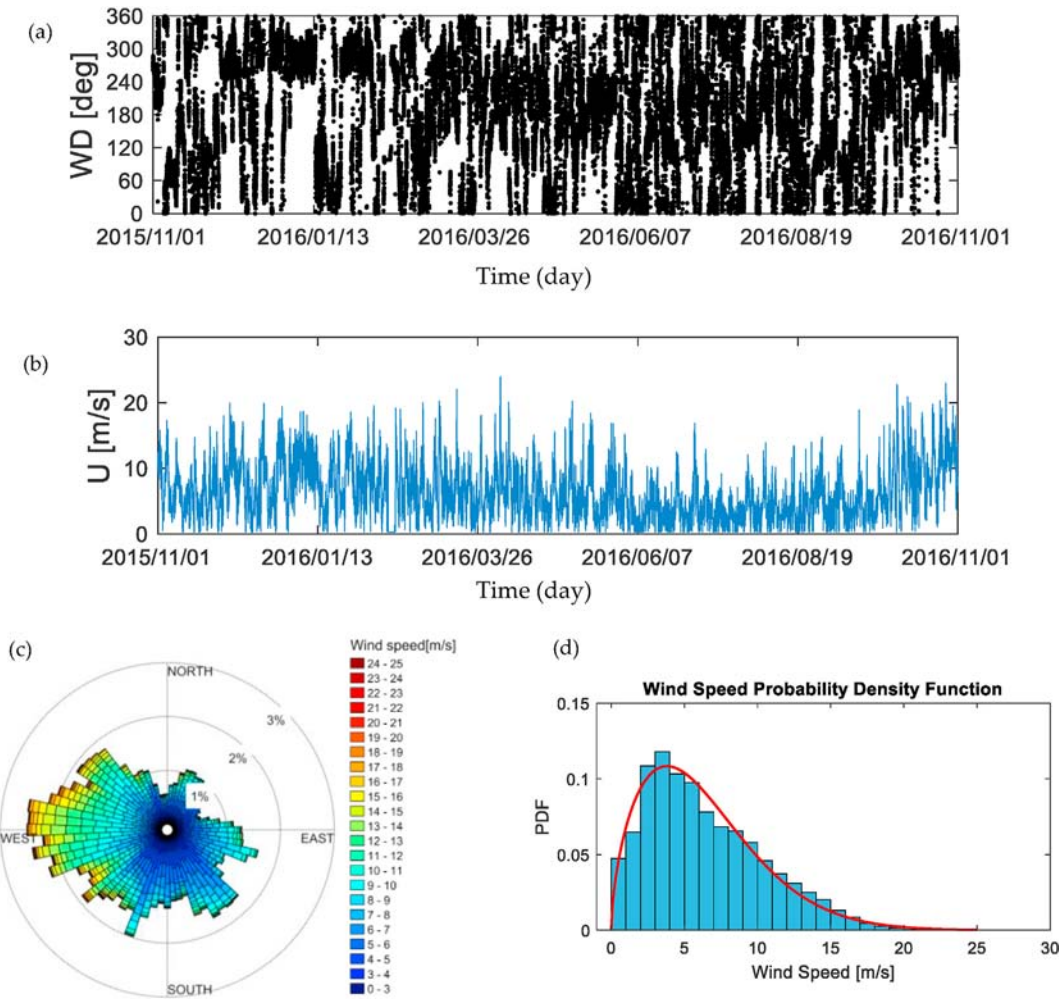 (a)
WD [deg]
360
300
240
180
120
60
0
2015/11/01 2016/01/13 2016/03/26 2016/06/07 2016/08/19 2016/11/01
Time (day)
(b)
U [m/s]
30
20
10
0
2015/11/01 2016/01/13 2016/03/26 2016/06/07 2016/08/19 2016/11/01
Time (day)
(c)
NORTH
3%
2%
1%
WEST
EAST
SOUTH
Wind speed[m/s]
24 - 25
23 - 24
22 - 23
21 - 22
20 - 21
19 - 20
18 - 19
17 - 18
16 - 17
15 - 16
14 - 15
13 - 14
12 - 13
11 - 12
10 - 11
9 - 10
8 - 9
7 - 8
6 - 7
5 - 6
4 - 5
3 - 4
0 - 3
(d)
Wind Speed Probability Density Function
PDF
0.15
0.1
0.05
0
0 5 10 15 20 25 30
Wind Speed [m/s]